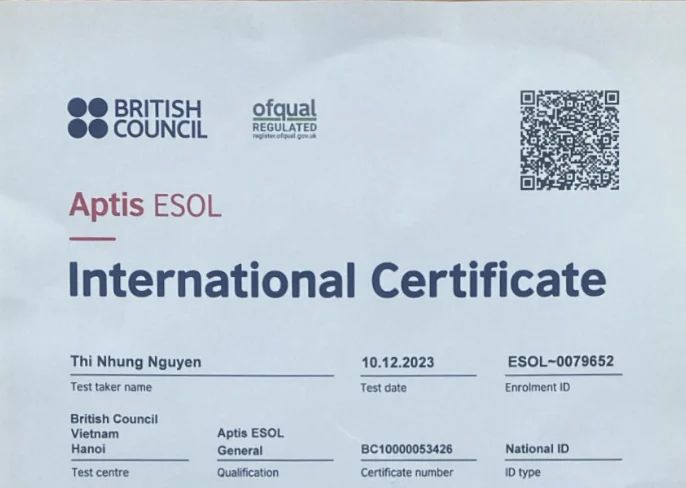 BRITISH
COUNCIL
ofqual
REGULATED
register.ofqual.gov.uk
Aptis ESOL
International Certificate
Thi Nhung Nguyen
10.12.2023
ESOL~0079652
Test taker name
Test date
Enrolment ID
British Council
Vietnam
Aptis ESOL
Hanoi
General
BC10000053426
National ID
Test centre
Qualification
Certificate number
ID type